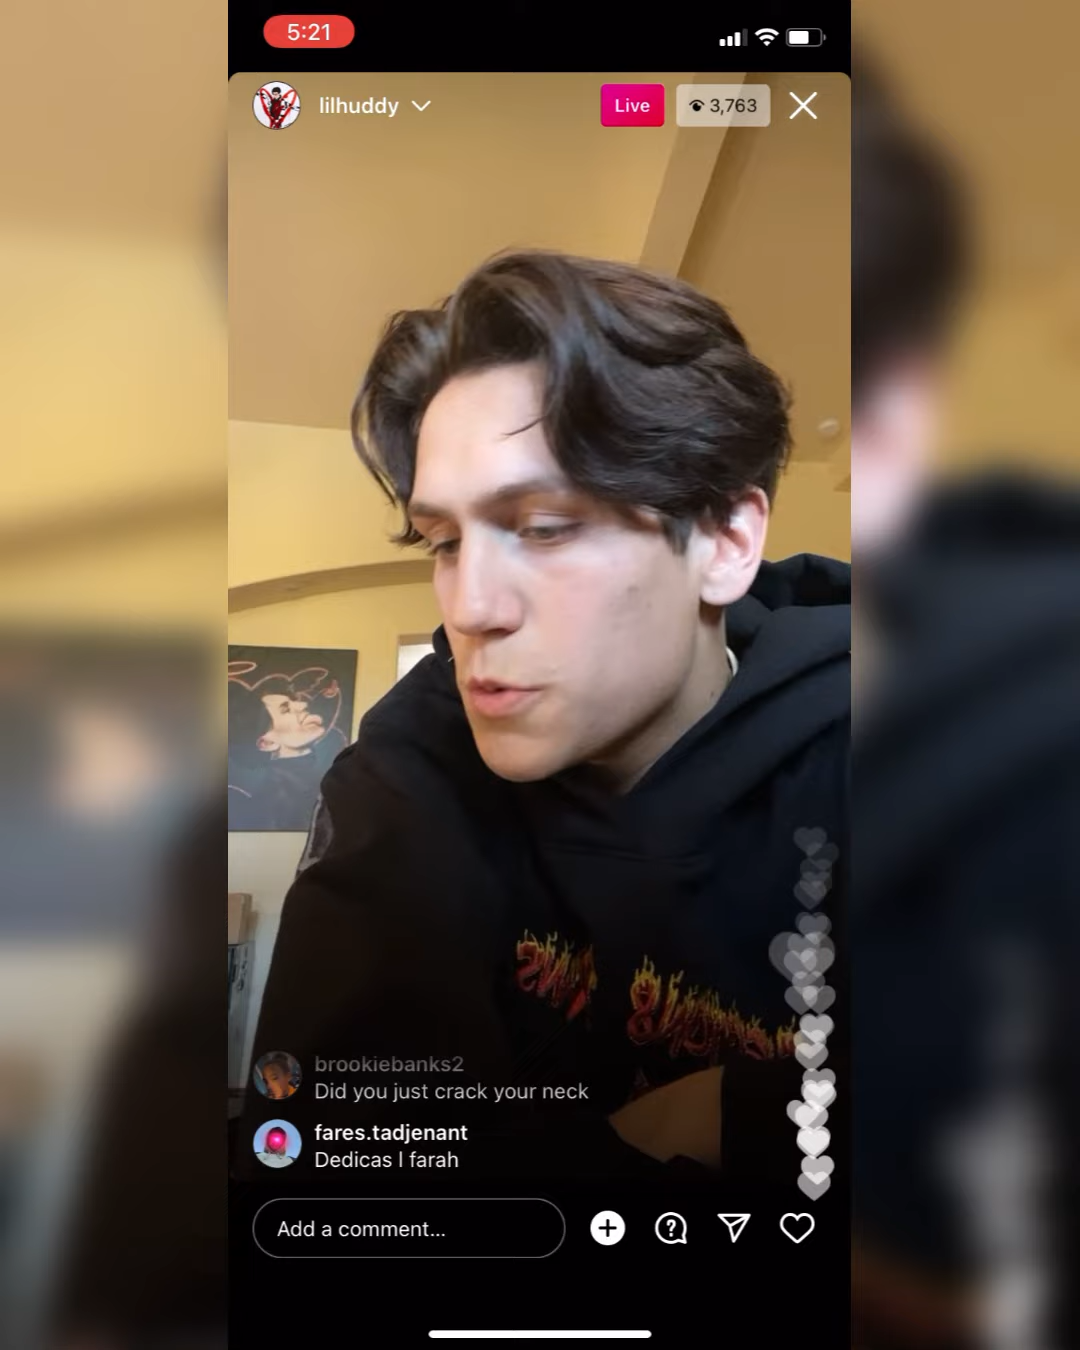 5:21
lilhuddy
Live
3,763
brookiebanks2
Did you just crack your neck
fares.tadjenant
Dedicas l farah
Add a comment...